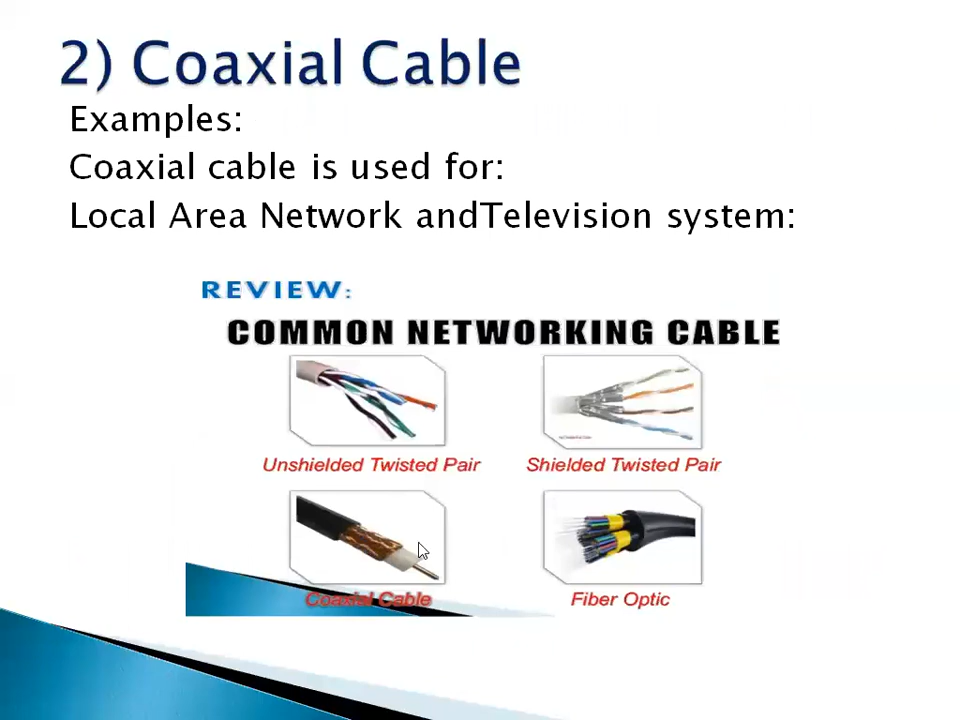 2) Coaxial Cable
Examples:
Coaxial cable is used for:
Local Area Network andTelevision system:
REVIEW:
COMMON NETWORKING CABLE
Unshielded Twisted Pair
Shielded Twisted Pair
Coaxial Cable
Fiber Optic